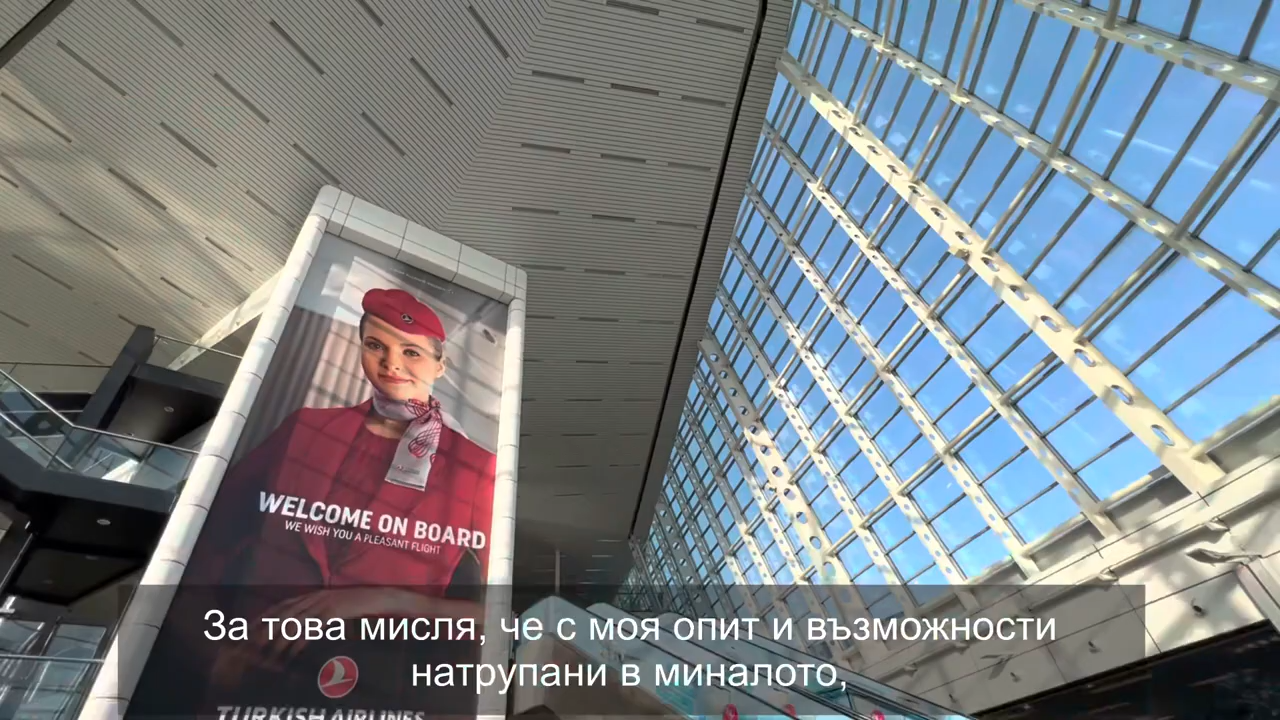 WELCOME ON BOARD
WE WISH YOU A PLEASANT FLIGHT
За това мисля, че с моя опит и възможности
натрупани в миналото,
TURKISH AIRLINES